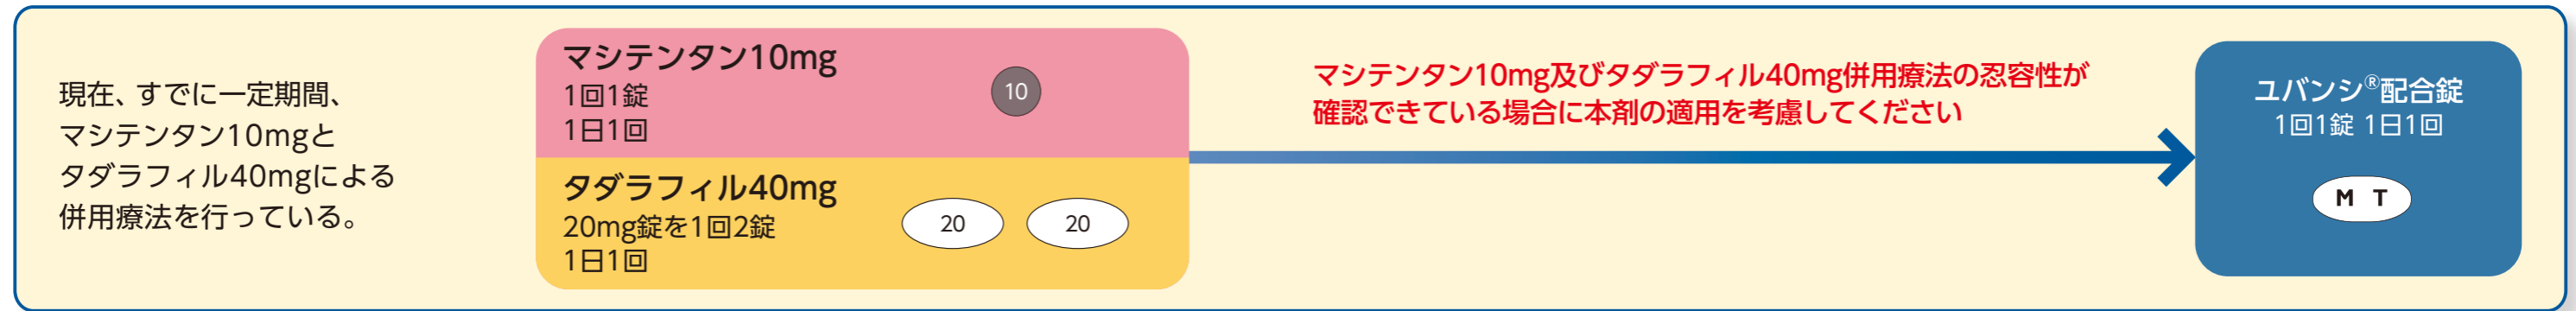 現在、すでに一定期間、
マシテンタン10mgと
タダラフィル40mgによる
併用療法を行っている。
マシテンタン10mg
1回1錠
1日1回
10
タダラフィル40mg
20mg錠を1回2錠
1日1回
20 20
マシテンタン10mg及びタダラフィル40mg併用療法の忍容性が
確認できている場合に本剤の適用を考慮してください
ユバンシ®配合錠
1回1錠 1日1回
M T